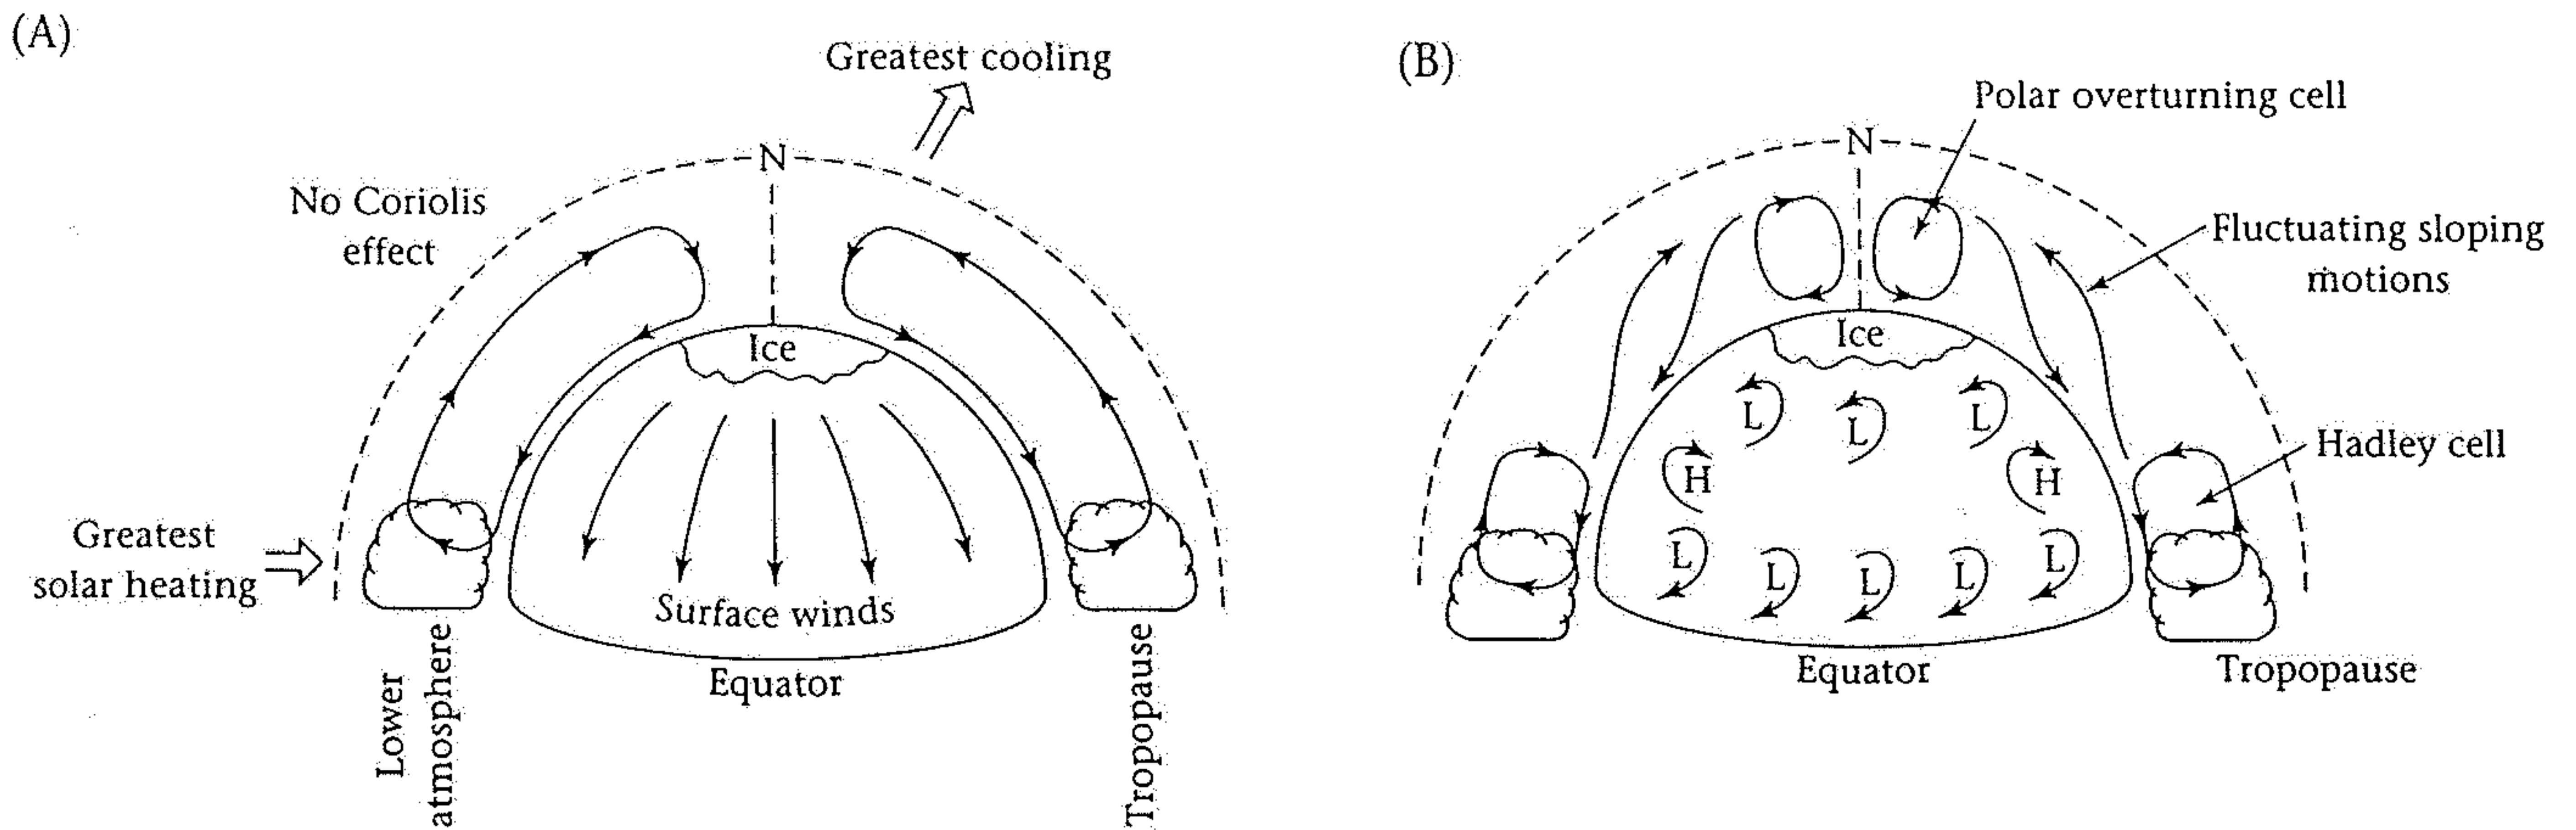 (A)
Greatest cooling
N
No Coriolis
effect
Ice
Greatest
solar heating
Surface winds
Equator
Lower
atmosphere
Tropopause
(B)
Polar overturning cell
N
Fluctuating sloping
motions
Ice
L
L
L
H
H
Hadley cell
L
L
L
L
L
Equator
Tropopause